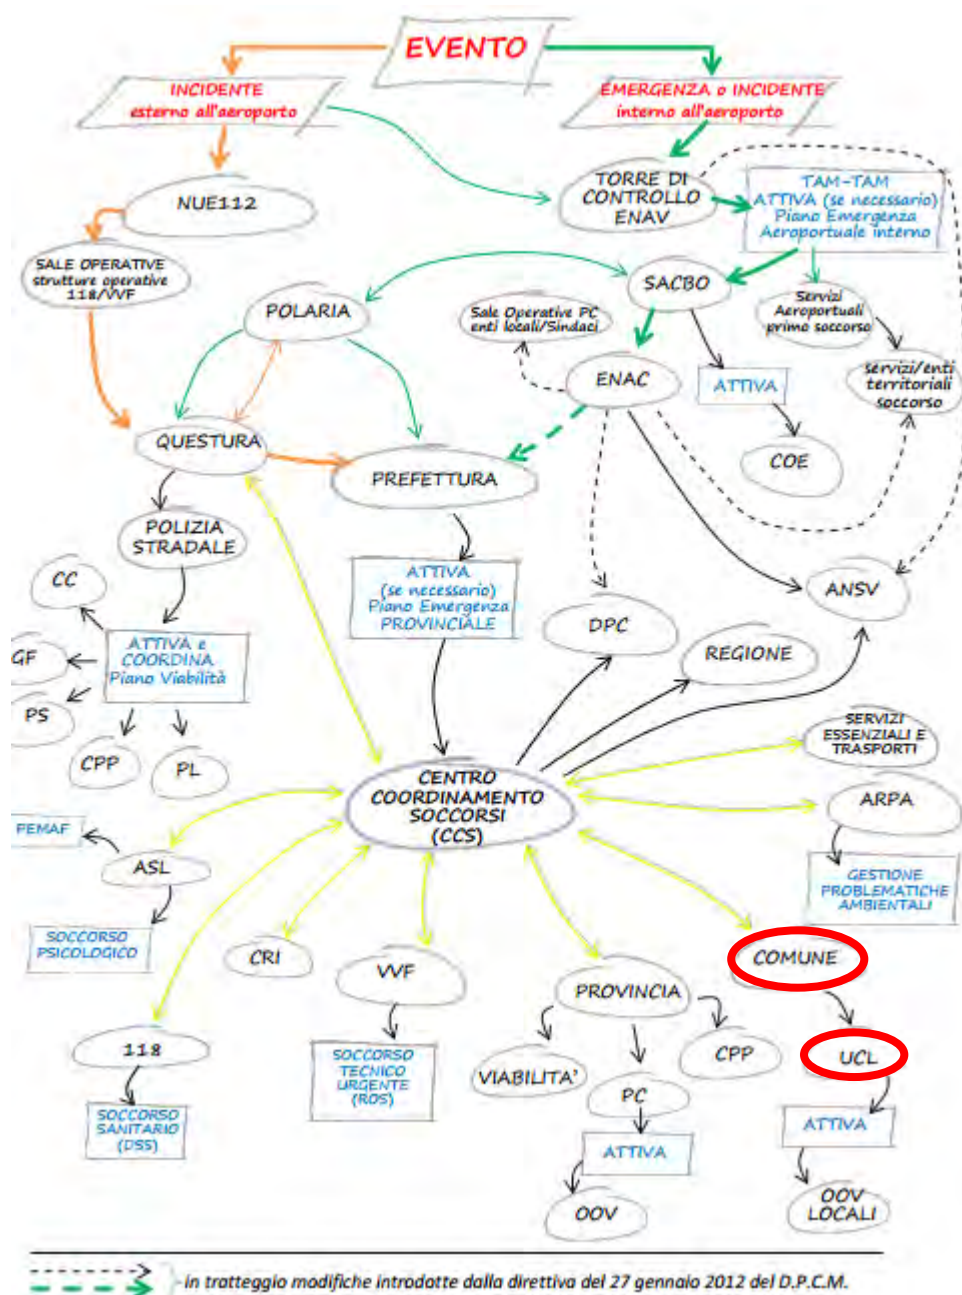 EVENTO
INCIDENTE
esterno all'aeroporto
EMERGENZA o INCIDENTE
interno all'aeroporto
NUE112
TORRE DI
CONTROLLO
ENAV
TAM-TAM
ATTIVA (se necessario)
Piano Emergenza
Aeroportuale interno
SALE OPERATIVE
strutture operative
118/VVF
POLARIA
Sale Operative PC
enti locali/Sindaci
SACBO
Servizi
Aeroportuali
primo soccorso
ENAC
ATTIVA
servizi/enti
territoriali
soccorso
QUESTURA
PREFETTURA
COE
POLIZIA
STRADALE
CC
ATTIVA
(se necessario)
Piano Emergenza
PROVINCIALE
ANSV
DPC
REGIONE
GF
ATTIVA e
COORDINA
Piano Viabilità
PS
CPP
PL
SERVIZI
ESSENZIALI E
TRASPORTI
CENTRO
COORDINAMENTO
SOCCORSI
(CCS)
ARPA
FEMAF
ASL
GESTIONE
PROBLEMATICHE
AMBIENTALI
SOCCORSO
PSICOLOGICO
CRI
VVF
PROVINCIA
COMUNE
118
SOCCORSO
TECNICO
URGENTE
(ROS)
VIABILITA'
PC
CPP
UCL
SOCCORSO
SANITARIO
(DSS)
ATTIVA
ATTIVA
OOV
OOV
LOCALI
in tratteggio modifiche introdotte dalla direttiva del 27 gennaio 2012 del D.P.C.M.